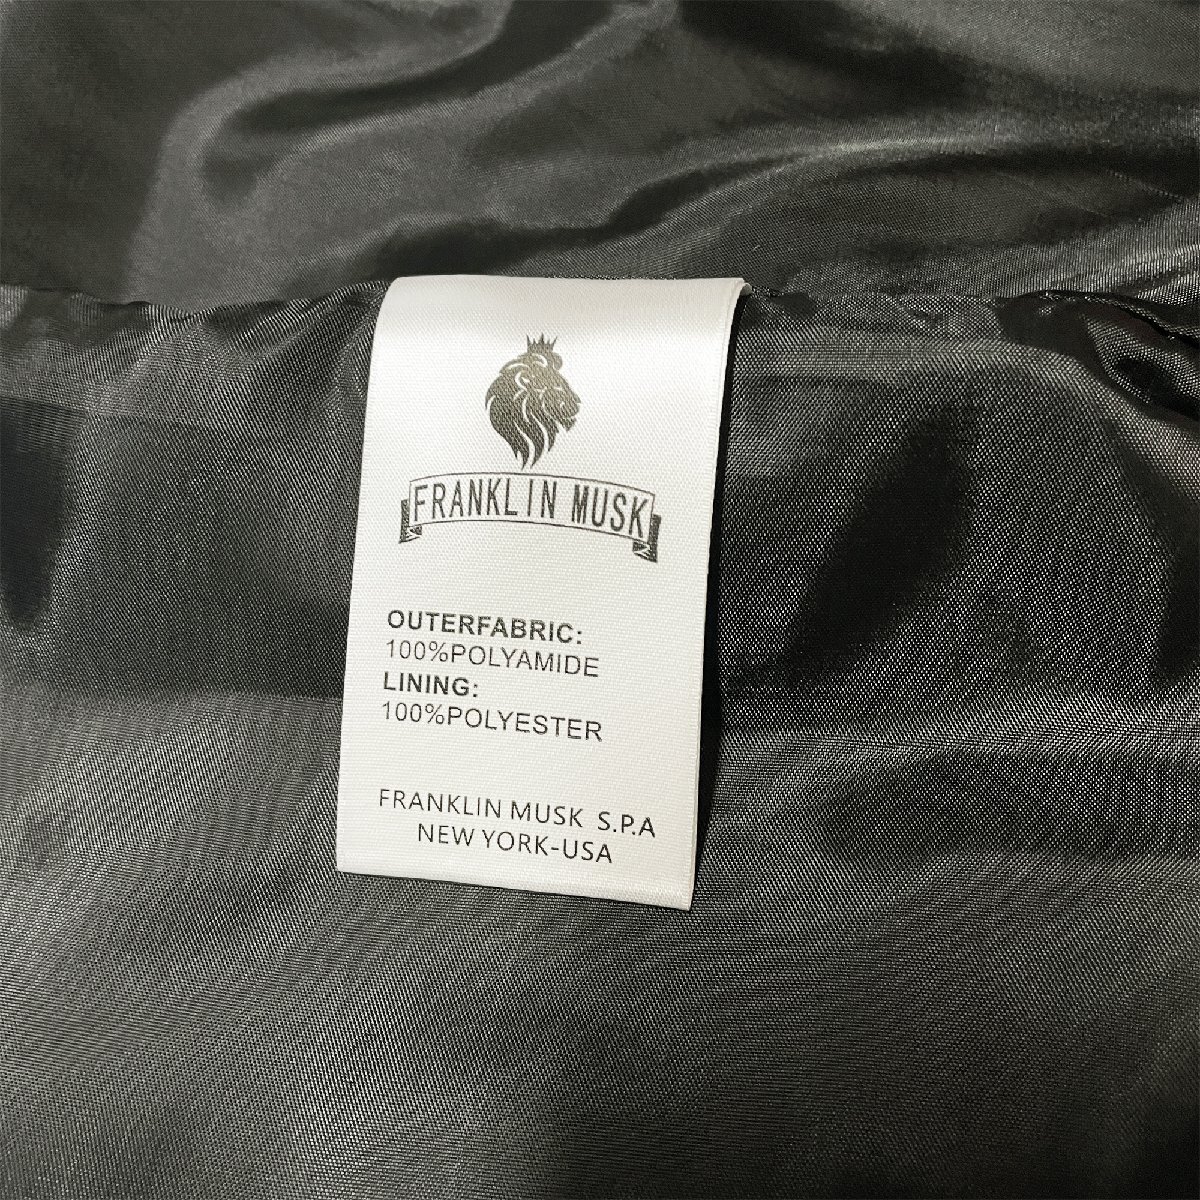 FRANKLIN MUSK
OUTERFABRIC:
100%POLYAMIDE
LINING:
100%POLYESTER
FRANKLIN MUSK S.P.A
NEW YORK-USA